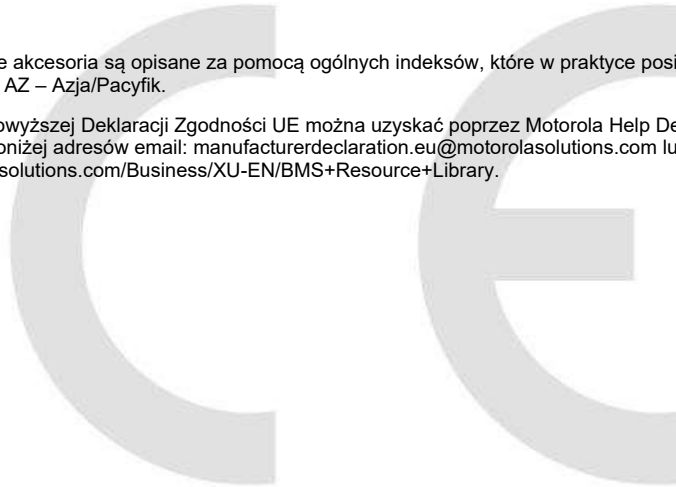 e akcesoria są opisane za pomocą ogólnych indeksów, które w praktyce posi
AZ – Azja/Pacyfik.
owyższej Deklaracji Zgodności UE można uzyskać poprzez Motorola Help De
oniżej adresów email: manufacturerdeclaration.eu@motorolasolutions.com lu
solutions.com/Business/XU-EN/BMS+Resource+Library.
CE